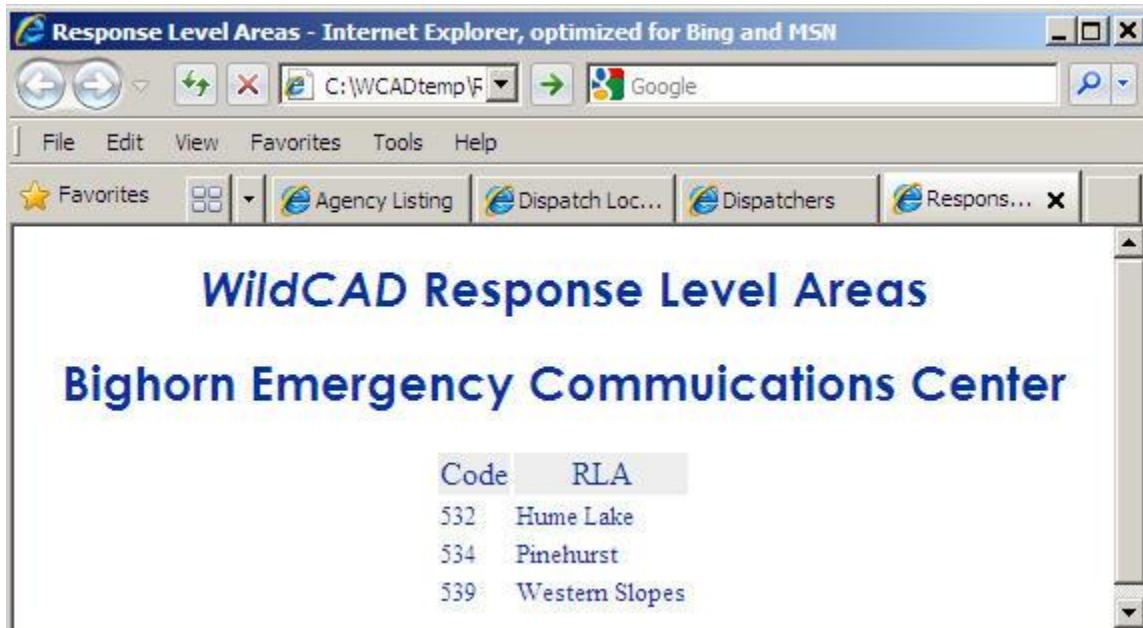 Response Level Areas - Internet Explorer, optimized for Bing and MSN
C:\WCADtemp\F Google
File Edit View Favorites Tools Help
Favorites Agency Listing Dispatch Loc... Dispatchers Respons...
WildCAD Response Level Areas
Bighorn Emergency Commuications Center
Code RLA
532 Hume Lake
534 Pinehurst
539 Western Slopes